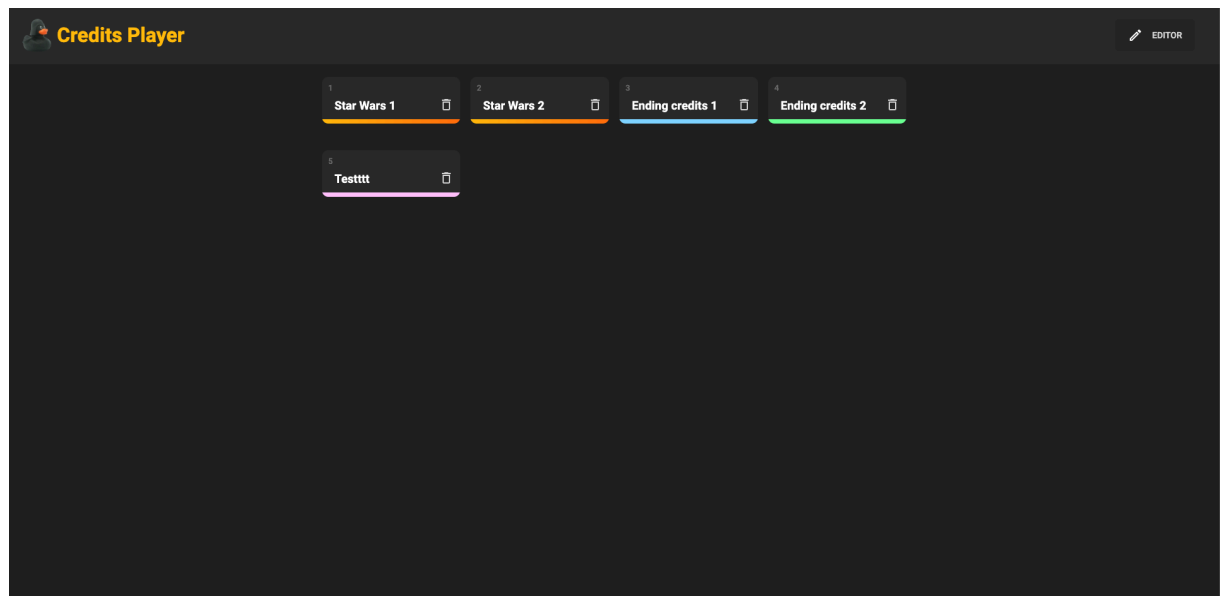 Credits Player
EDITOR
1
Star Wars 1
2
Star Wars 2
3
Ending credits 1
4
Ending credits 2
5
Testttt